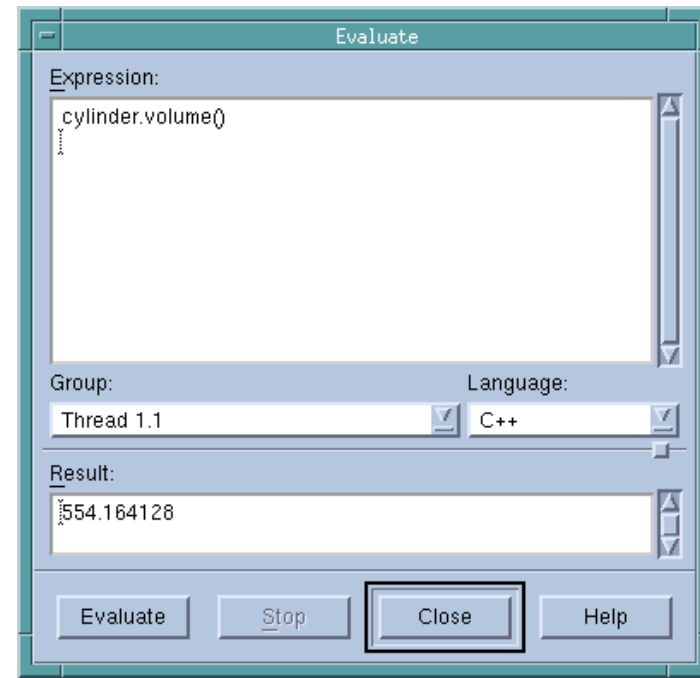 Evaluate
Expression:
cylinder.volume()
Group:
Language:
Thread 1.1
C++
Result:
554.164128
Evaluate
Stop
Close
Help